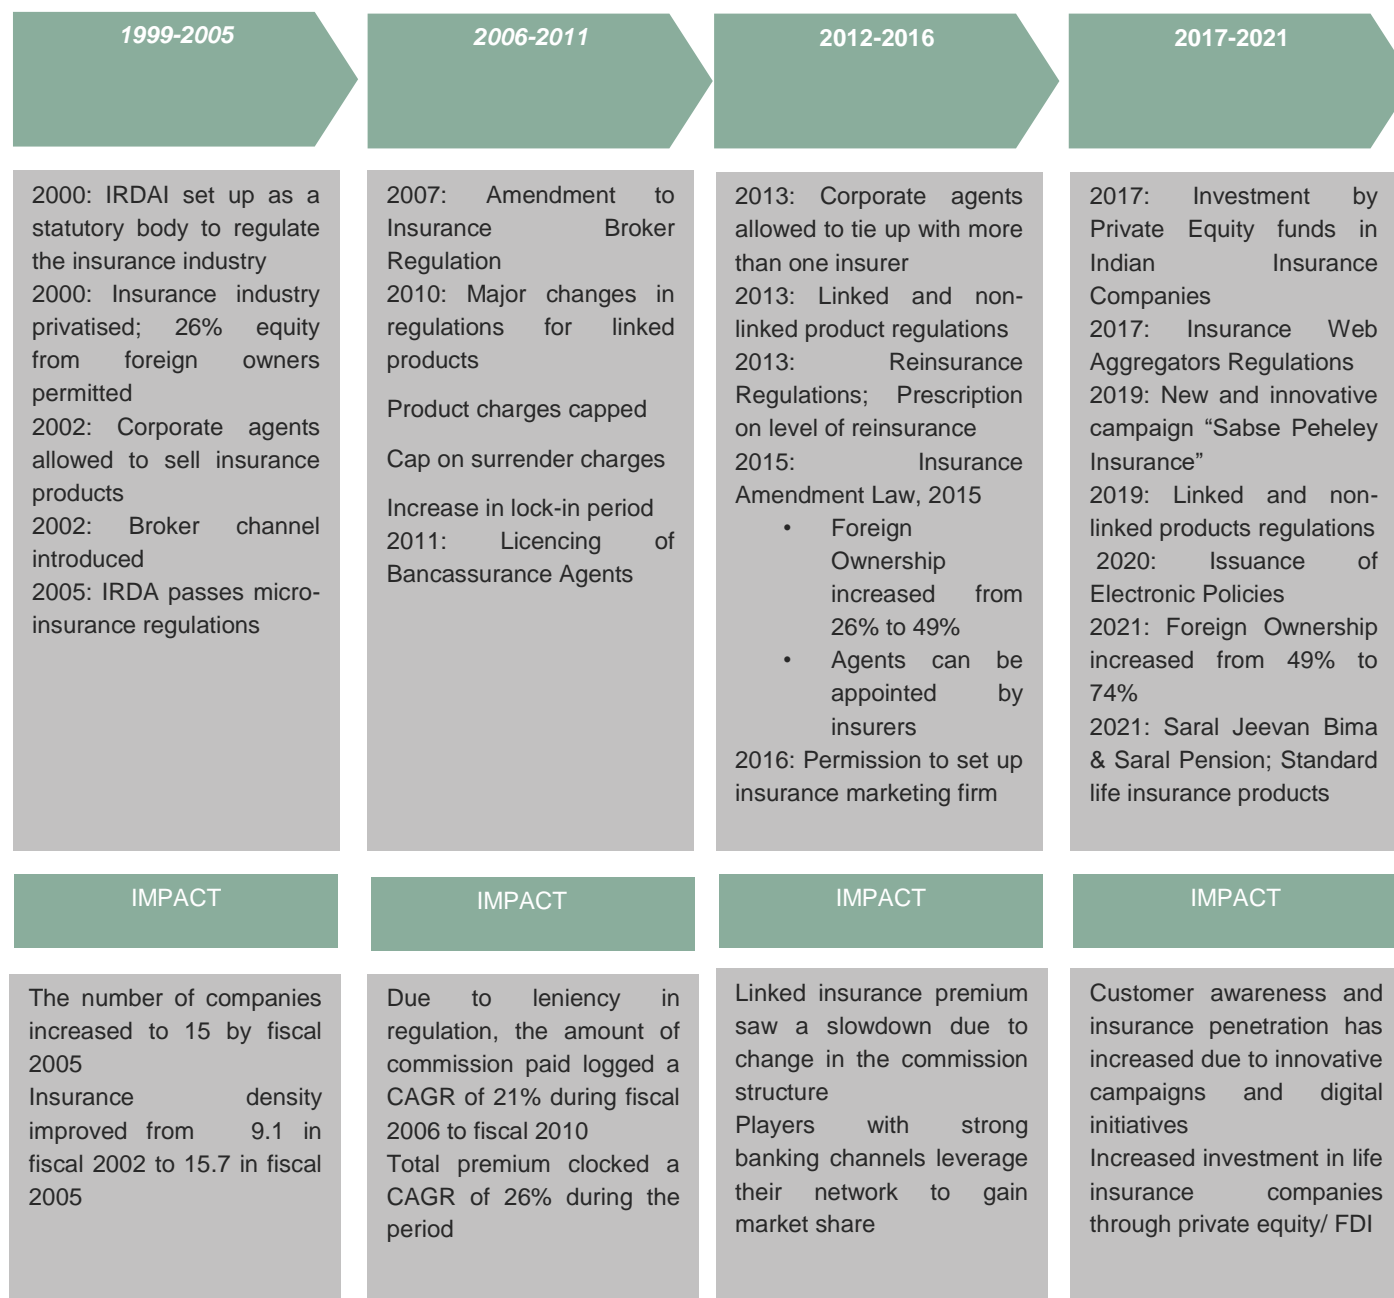 1999-2005
2000: IRDAI set up as a
statutory body to regulate
the insurance industry
2000: Insurance industry
privatised; 26% equity
from foreign owners
permitted
2002: Corporate agents
allowed to sell insurance
products
2002: Broker channel
introduced
2005: IRDA passes micro-
insurance regulations
IMPACT
The number of companies
increased to 15 by fiscal
2005
Insurance density
improved from 9.1 in
fiscal 2002 to 15.7 in fiscal
2005
2006-2011
2007: Amendment to
Insurance Broker
Regulation
2010: Major changes in
regulations for linked
products
Product charges capped
Cap on surrender charges
Increase in lock-in period
2011: Licencing of
Bancassurance Agents
IMPACT
Due to leniency in
regulation, the amount of
commission paid logged a
CAGR of 21% during fiscal
2006 to fiscal 2010
Total premium clocked a
CAGR of 26% during the
period
2012-2016
2013: Corporate agents
allowed to tie up with more
than one insurer
2013: Linked and non-
linked product regulations
2013: Reinsurance
Regulations; Prescription
on level of reinsurance
2015: Insurance
Amendment Law, 2015
• Foreign
Ownership
increased from
26% to 49%
• Agents can be
appointed by
insurers
2016: Permission to set up
insurance marketing firm
IMPACT
Linked insurance premium
saw a slowdown due to
change in the commission
structure
Players with strong
banking channels leverage
their network to gain
market share
2017-2021
2017: Investment by
Private Equity funds in
Indian Insurance
Companies
2017: Insurance Web
Aggregators Regulations
2019: New and innovative
campaign “Sabse Peheley
Insurance”
2019: Linked and non-
linked products regulations
2020: Issuance of
Electronic Policies
2021: Foreign Ownership
increased from 49% to
74%
2021: Saral Jeevan Bima
& Saral Pension; Standard
life insurance products
IMPACT
Customer awareness and
insurance penetration has
increased due to innovative
campaigns and digital
initiatives
Increased investment in life
insurance companies
through private equity/ FDI